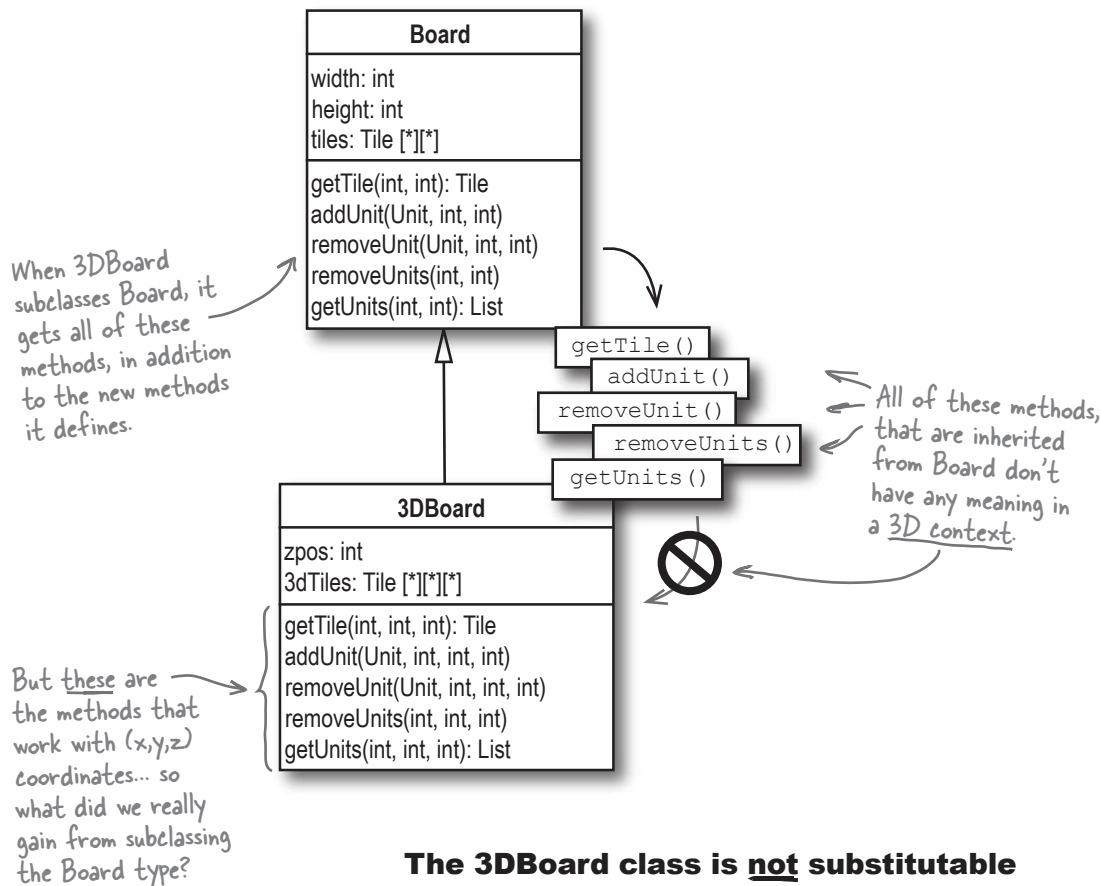 Board
width: int
height: int
tiles: Tile [*][*]
getTile(int, int): Tile
addUnit(Unit, int, int)
removeUnit(Unit, int, int)
removeUnits(int, int)
getUnits(int, int): List
When 3DBoard
subclasses Board, it
gets all of these
methods, in addition
to the new methods
it defines.
getTile()
addUnit()
removeUnit()
removeUnits()
getUnits()
All of these methods,
that are inherited
from Board don't
have any meaning in
a 3D context.
3DBoard
zpos: int
3dTiles: Tile [*][*][*]
getTile(int, int, int): Tile
addUnit(Unit, int, int, int)
removeUnit(Unit, int, int, int)
removeUnits(int, int, int)
getUnits(int, int, int): List
But these are
the methods that
work with (x,y,z)
coordinates... so
what did we really
gain from subclassing
the Board type?
The 3DBoard class is not substitutable